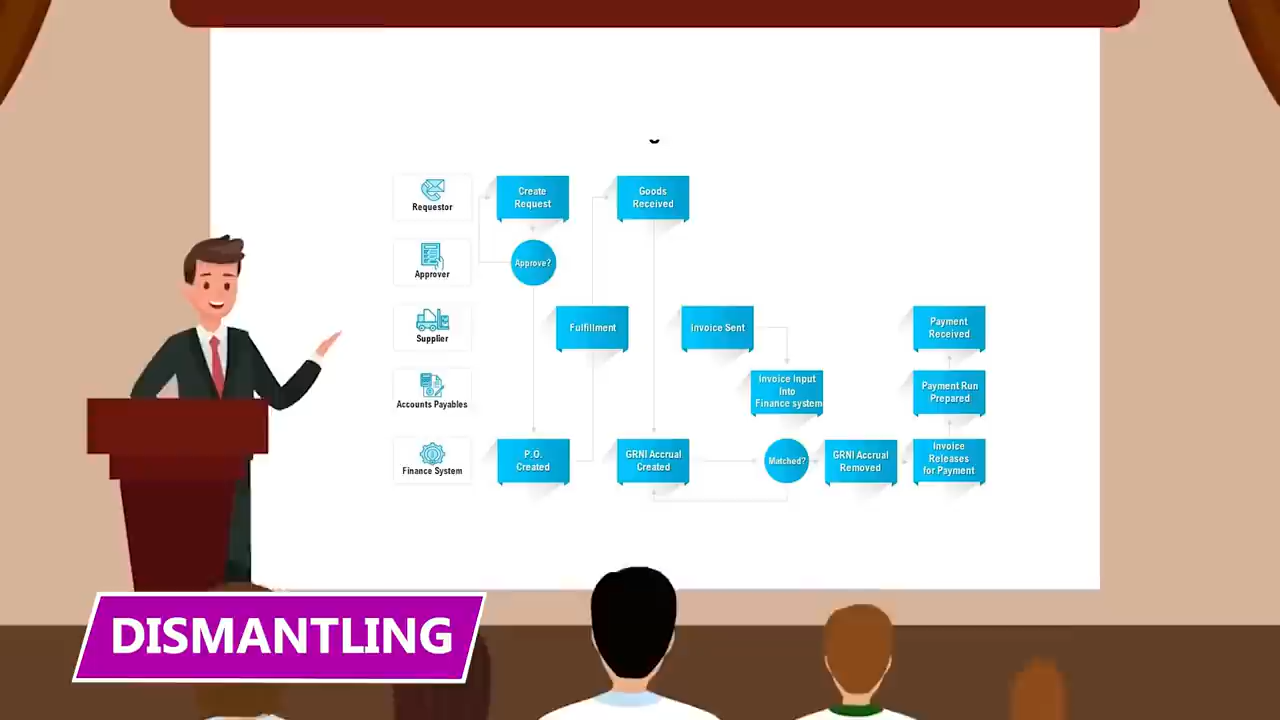 Requestor
Create
Request
Goods
Received
Approver
Approve?
Supplier
Fulfillment
Invoice Sent
Payment
Received
Accounts Payables
Invoice Input
Into
Finance system
Payment Run
Prepared
Finance System
P.O.
Created
GRNI Accrual
Created
Matched?
GRNI Accrual
Removed
Invoice
Releases
for Payment
DISMANTLING